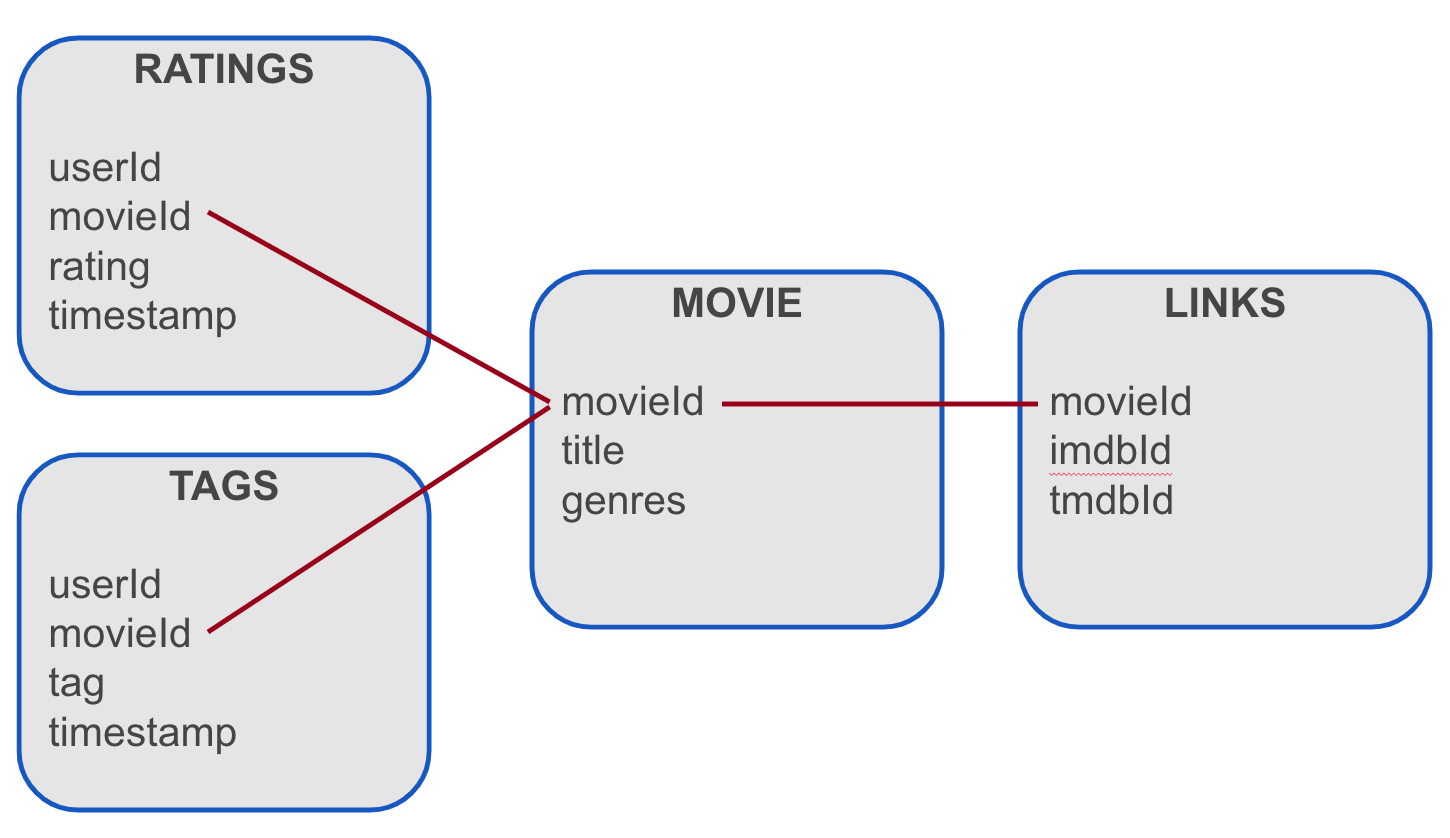 RATINGS
userId
movieId
rating
timestamp
TAGS
userId
movieId
tag
timestamp
MOVIE
movieId
title
genres
LINKS
movieId
imdbId
tmdbId